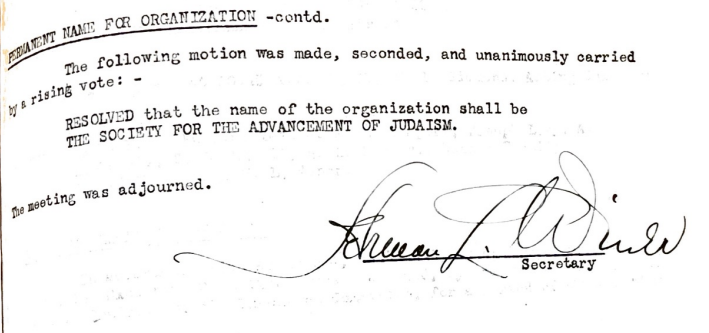 PERMANENT NAME FOR ORGANIZATION -contd.
The following motion was made, seconded, and unanimously carried
by a rising vote: -
RESOLVED that the name of the organization shall be
THE SOCIETY FOR THE ADVANCEMENT OF JUDAISM.
The meeting was adjourned.
L.
Secretary